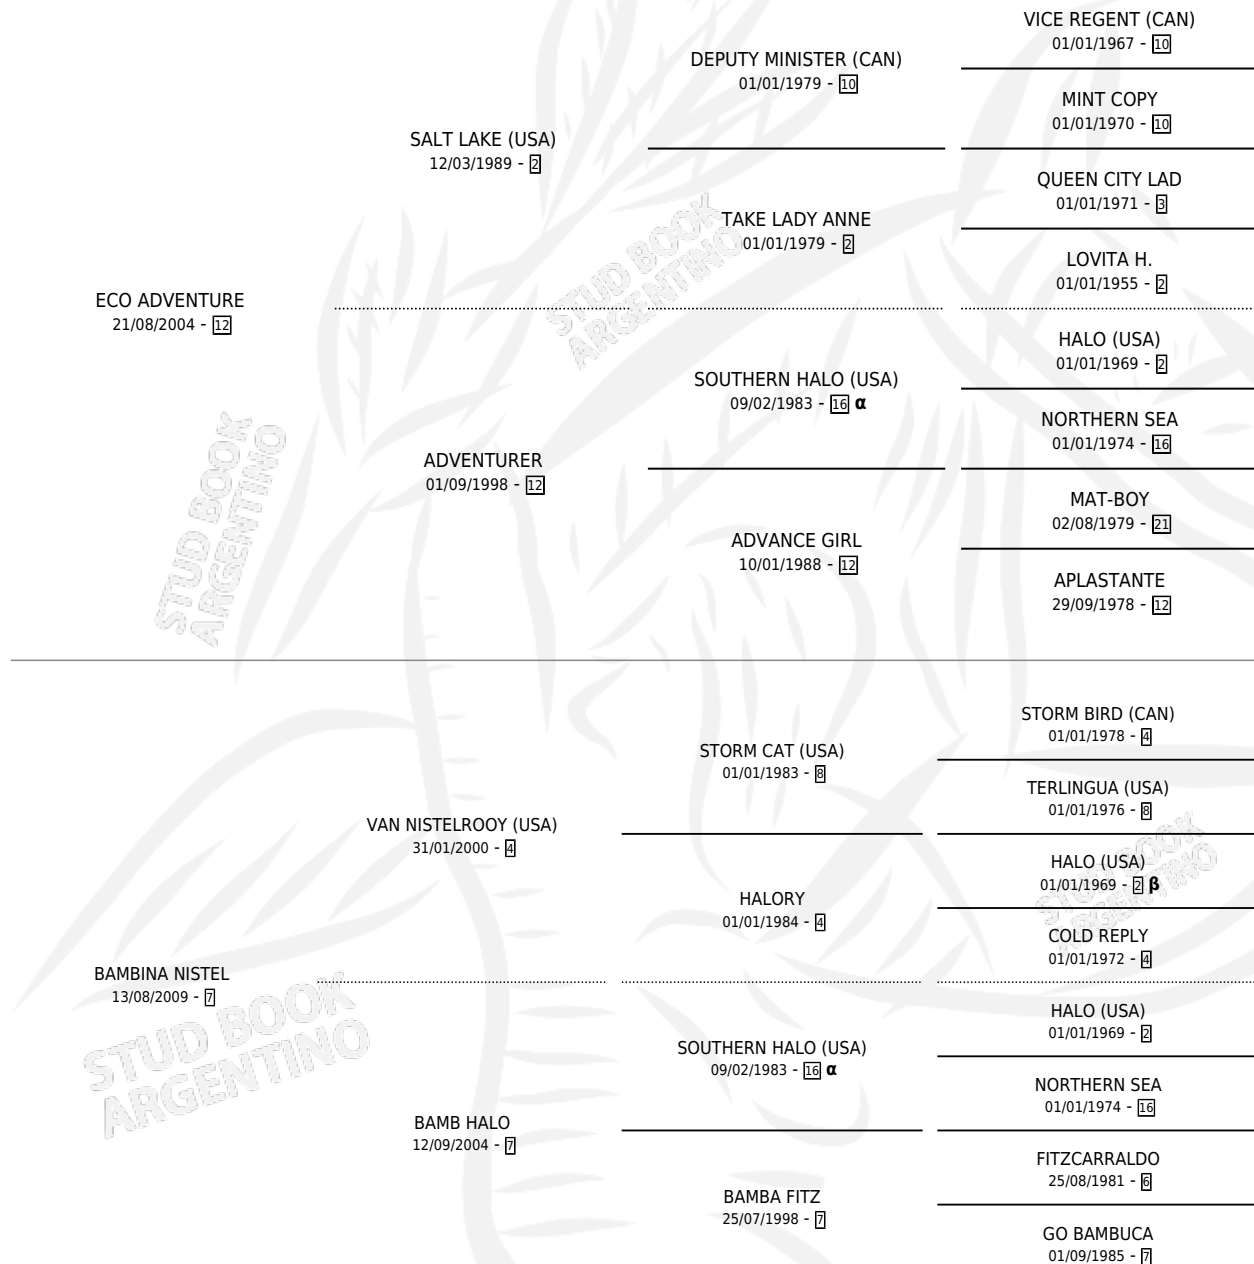 VICE REGENT (CAN)
01/01/1967 - 10
DEPUTY MINISTER (CAN)
01/01/1979 - 10
MINT COPY
01/01/1970 - 10
SALT LAKE (USA)
12/03/1989 - 2
QUEEN CITY LAD
01/01/1971 - 3
TAKE LADY ANNE
01/01/1979 - 2
LOVITA H.
01/01/1955 - 2
ECO ADVENTURE
21/08/2004 - 12
HALO (USA)
01/01/1969 - 2
SOUTHERN HALO (USA)
09/02/1983 - 16 α
NORTHERN SEA
01/01/1974 - 16
ADVENTURER
01/09/1998 - 12
MAT-BOY
02/08/1979 - 21
ADVANCE GIRL
10/01/1988 - 12
APLASTANTE
29/09/1978 - 12
STORM BIRD (CAN)
01/01/1978 - 4
STORM CAT (USA)
01/01/1983 - 8
TERLINGUA (USA)
01/01/1976 - 8
VAN NISTELROOY (USA)
31/01/2000 - 4
HALO (USA)
01/01/1969 - 2 β
HALORY
01/01/1984 - 4
COLD REPLY
01/01/1972 - 4
BAMBINA NISTEL
13/08/2009 - 7
HALO (USA)
01/01/1969 - 2
SOUTHERN HALO (USA)
09/02/1983 - 16 α
NORTHERN SEA
01/01/1974 - 16
BAMB HALO
12/09/2004 - 7
FITZCARRALDO
25/08/1981 - 6
BAMBA FITZ
25/07/1998 - 7
GO BAMBUCA
01/09/1985 - 7
STUD BOOK
ARGENTINO
STUD BOOK
ARGENTINO
STUD BOOK
ARGENTINO
STUD BOOK
ARGENTINO